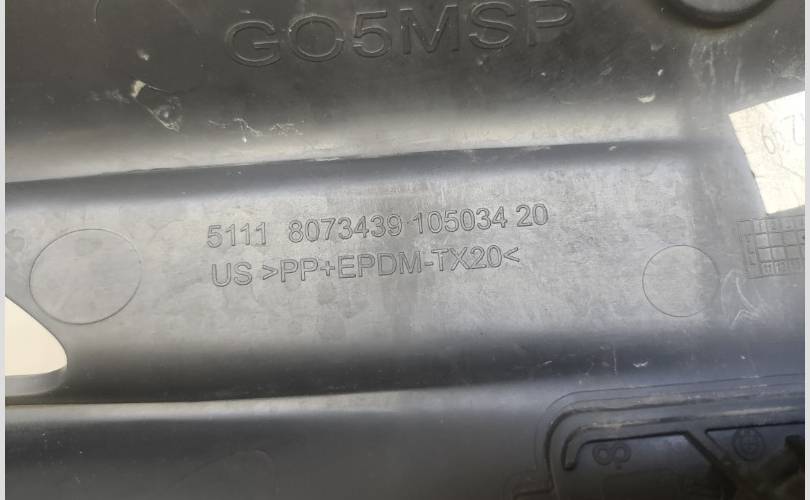 GO5MSP
5111 8073439-105034 20
US >PP+EPDM-TX20<